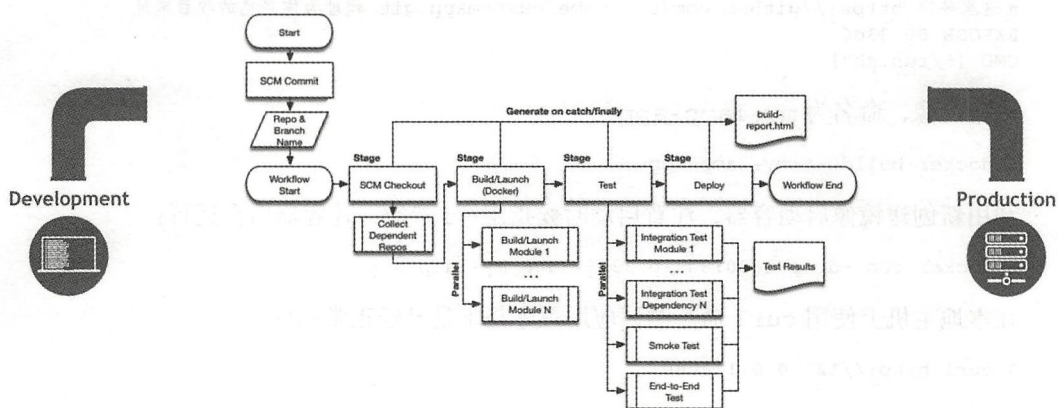 Start
SCM Commit
Repo &
Branch
Name
Generate on catch/finally
build-
report.html
Stage
Stage
Stage
Stage
Workflow
Start
SCM Checkout
Build/Launch
(Docker)
Test
Deploy
Workflow End
Development
Production
Collect
Dependent
Repos
Parallel
Build/Launch
Module 1
...
Build/Launch
Module N
Parallel
Integration Test
Module 1
...
Integration Test
Dependency N
Smoke Test
End-to-End
Test
Test Results